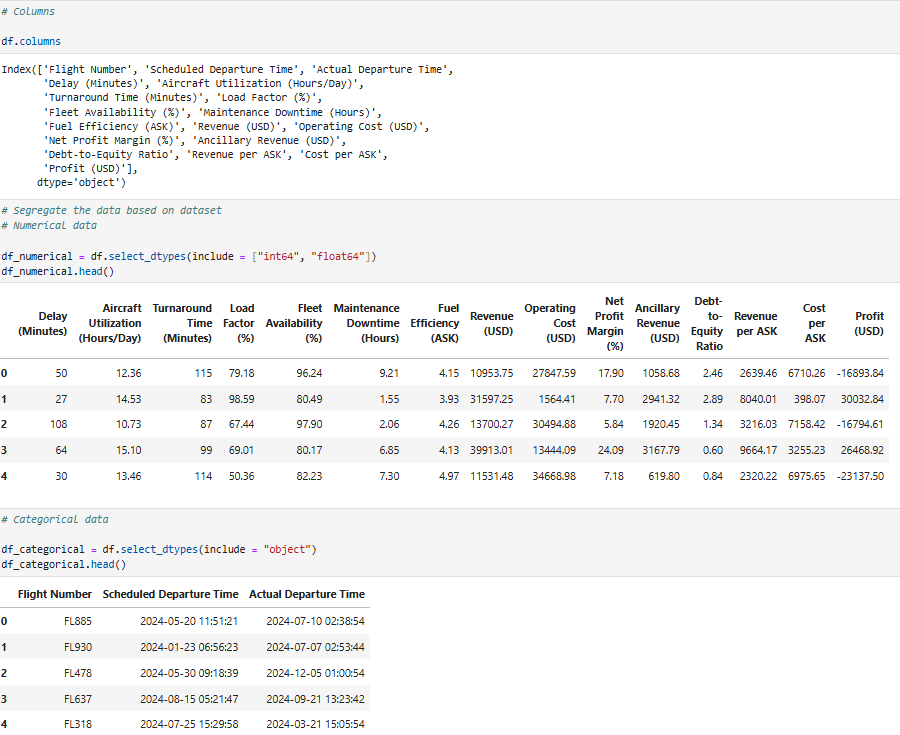 # Columns
df.columns
Index(['Flight Number', 'Scheduled Departure Time', 'Actual Departure Time',
'Delay (Minutes)', 'Aircraft Utilization (Hours/Day)',
'Turnaround Time (Minutes)', 'Load Factor (%)',
'Fleet Availability (%)', 'Maintenance Downtime (Hours)',
'Fuel Efficiency (ASK)', 'Revenue (USD)', 'Operating Cost (USD)',
'Net Profit Margin (%)', 'Ancillary Revenue (USD)',
'Debt-to-Equity Ratio', 'Revenue per ASK', 'Cost per ASK',
'Profit (USD)'],
dtype='object')
# Segregate the data based on dataset
# Numerical data
df_numerical = df.select_dtypes(include = ["int64", "float64"])
df_numerical.head()
Delay (Minutes) Aircraft Utilization (Hours/Day) Turnaround Time (Minutes) Load Factor (%) Fleet Availability (%) Maintenance Downtime (Hours) Fuel Efficiency (ASK) Revenue (USD) Operating Cost (USD) Net Profit Margin (%) Ancillary Revenue (USD) Debt-to-Equity Ratio Revenue per ASK Cost per ASK Profit (USD)
0 50 12.36 115 79.18 96.24 9.21 4.15 10953.75 27847.59 17.90 1058.68 2.46 2639.46 6710.26 -16893.84
1 27 14.53 83 98.59 80.49 1.55 3.93 31597.25 1564.41 7.70 2941.32 2.89 8040.01 398.07 30032.84
2 108 10.73 87 67.44 97.90 2.06 4.26 13700.27 30494.88 5.84 1920.45 1.34 3216.03 7158.42 -16794.61
3 64 15.10 99 69.01 80.17 6.85 4.13 39913.01 13444.09 24.09 3167.79 0.60 9664.17 3255.23 26468.92
4 30 13.46 114 50.36 82.23 7.30 4.97 11531.48 34668.98 7.18 619.80 0.84 2320.22 6975.65 -23137.50
# Categorical data
df_categorical = df.select_dtypes(include = "object")
df_categorical.head()
Flight Number Scheduled Departure Time Actual Departure Time
0 FL885 2024-05-20 11:51:21 2024-07-10 02:38:54
1 FL930 2024-01-23 06:56:23 2024-07-07 02:53:44
2 FL478 2024-05-30 09:18:39 2024-12-05 01:00:54
3 FL637 2024-08-15 05:21:47 2024-09-21 13:23:42
4 FL318 2024-07-25 15:29:58 2024-03-21 15:05:54